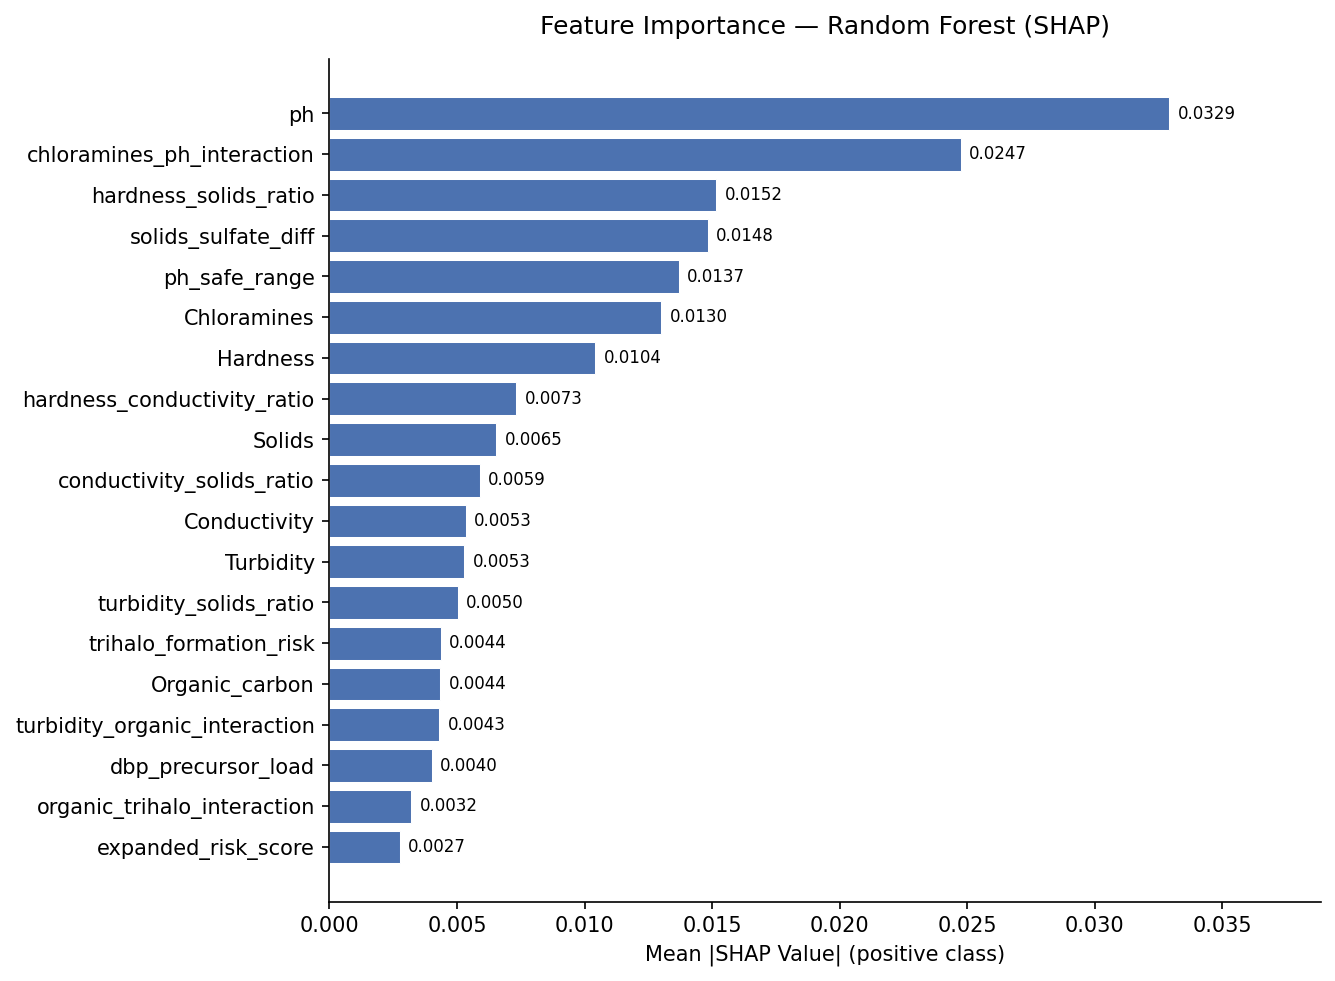 Feature Importance — Random Forest (SHAP)
ph 0.0329
chloramines_ph_interaction 0.0247
hardness_solids_ratio 0.0152
solids_sulfate_diff 0.0148
ph_safe_range 0.0137
Chloramines 0.0130
Hardness 0.0104
hardness_conductivity_ratio 0.0073
Solids 0.0065
conductivity_solids_ratio 0.0059
Conductivity 0.0053
Turbidity 0.0053
turbidity_solids_ratio 0.0050
trihalo_formation_risk 0.0044
Organic_carbon 0.0044
turbidity_organic_interaction 0.0043
dbp_precursor_load 0.0040
organic_trihalo_interaction 0.0032
expanded_risk_score 0.0027
0.000 0.005 0.010 0.015 0.020 0.025 0.030 0.035
Mean |SHAP Value| (positive class)